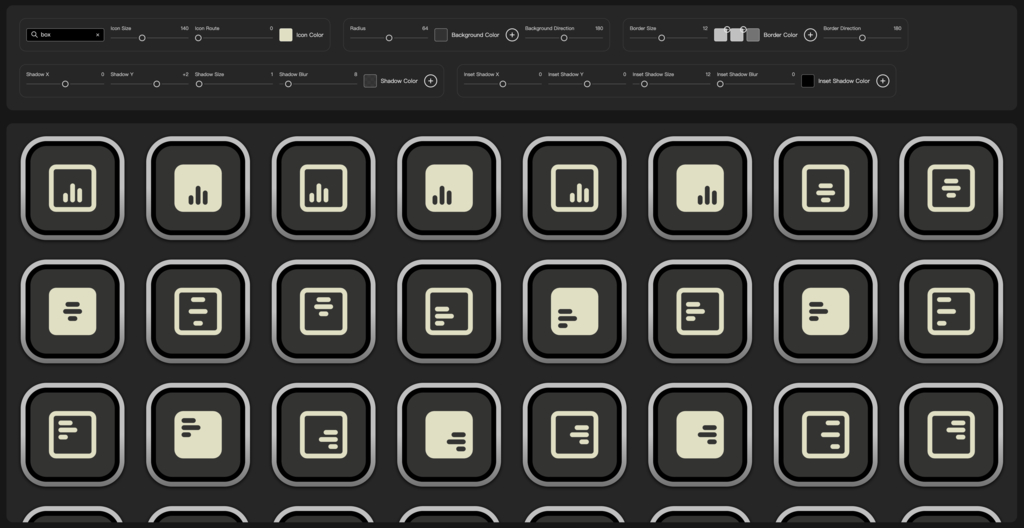 box × Icon Size 140 Icon Route 0 Icon Color Radius 64 Background Color Background Direction 180 Border Size 12 Border Color Border Direction 180
Shadow X 0 Shadow Y +2 Shadow Size 1 Shadow Blur 8 Shadow Color Inset Shadow X 0 Inset Shadow Y 0 Inset Shadow Size 12 Inset Shadow Blur 0 Inset Shadow Color